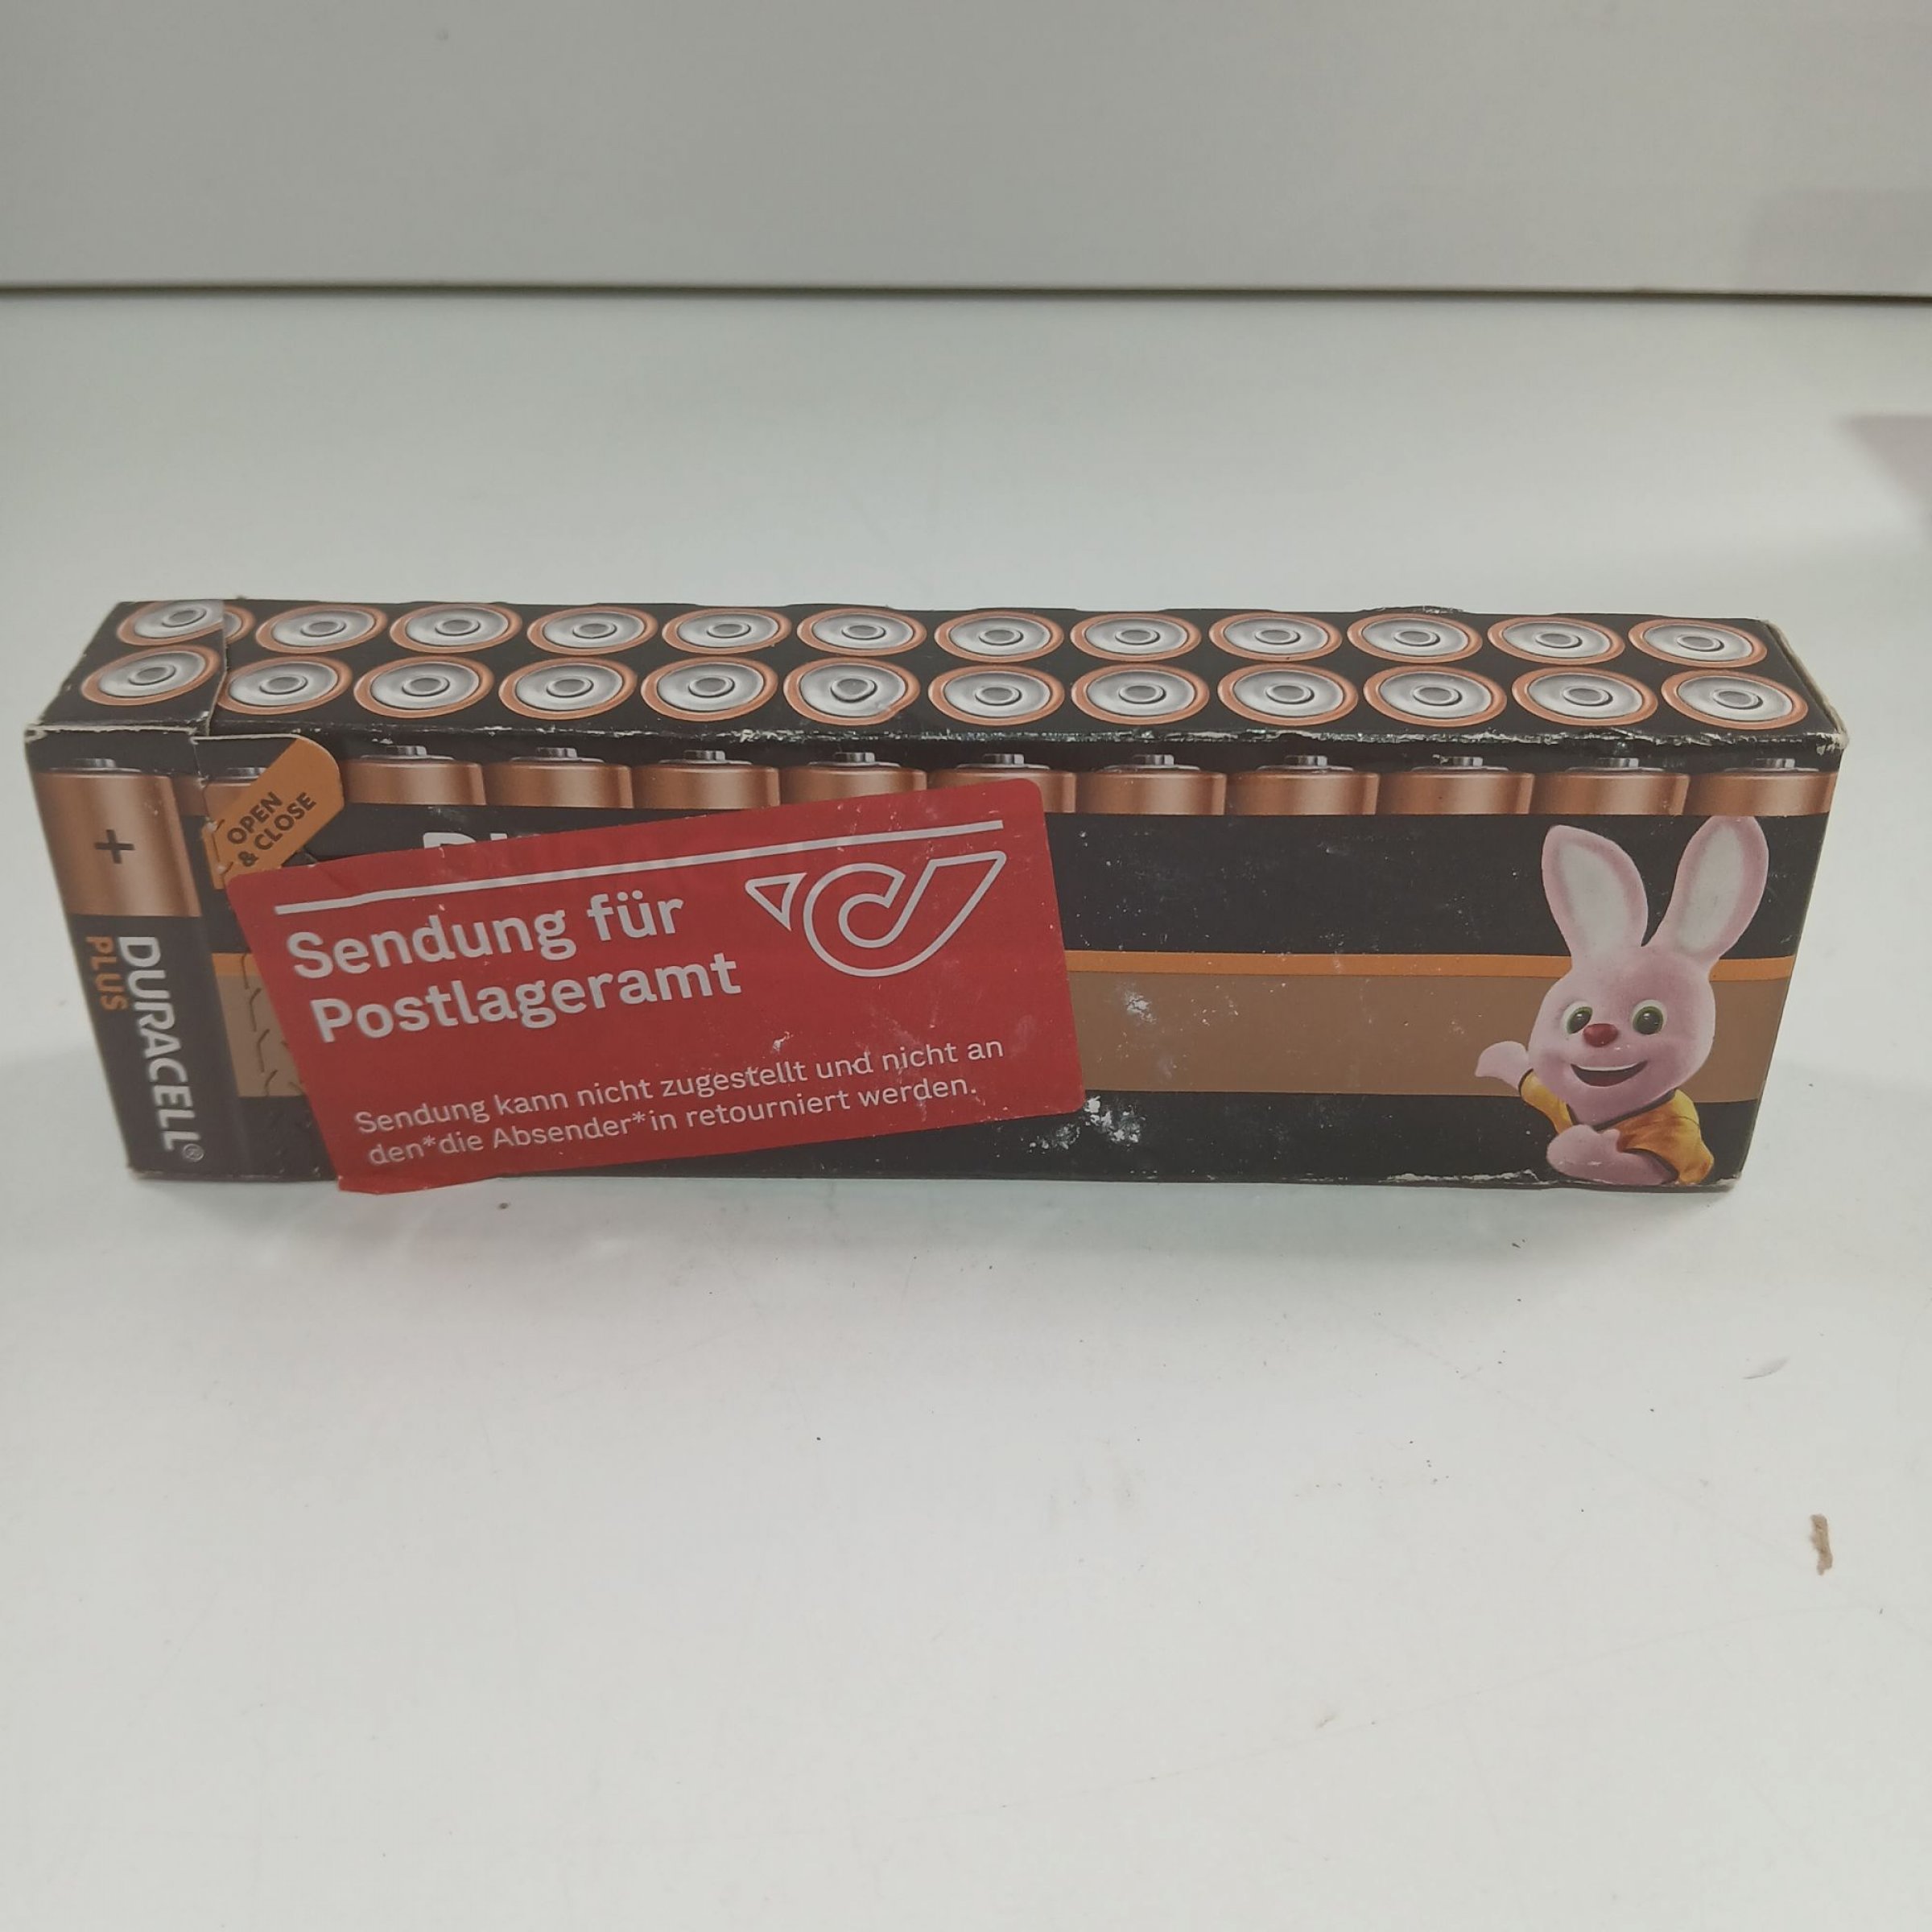 OPEN
& CLOSE
+
DURACELL®
PLUS
Sendung für
Postlageramt
Sendung kann nicht zugestellt und nicht an
den*die Absender*in retourniert werden.